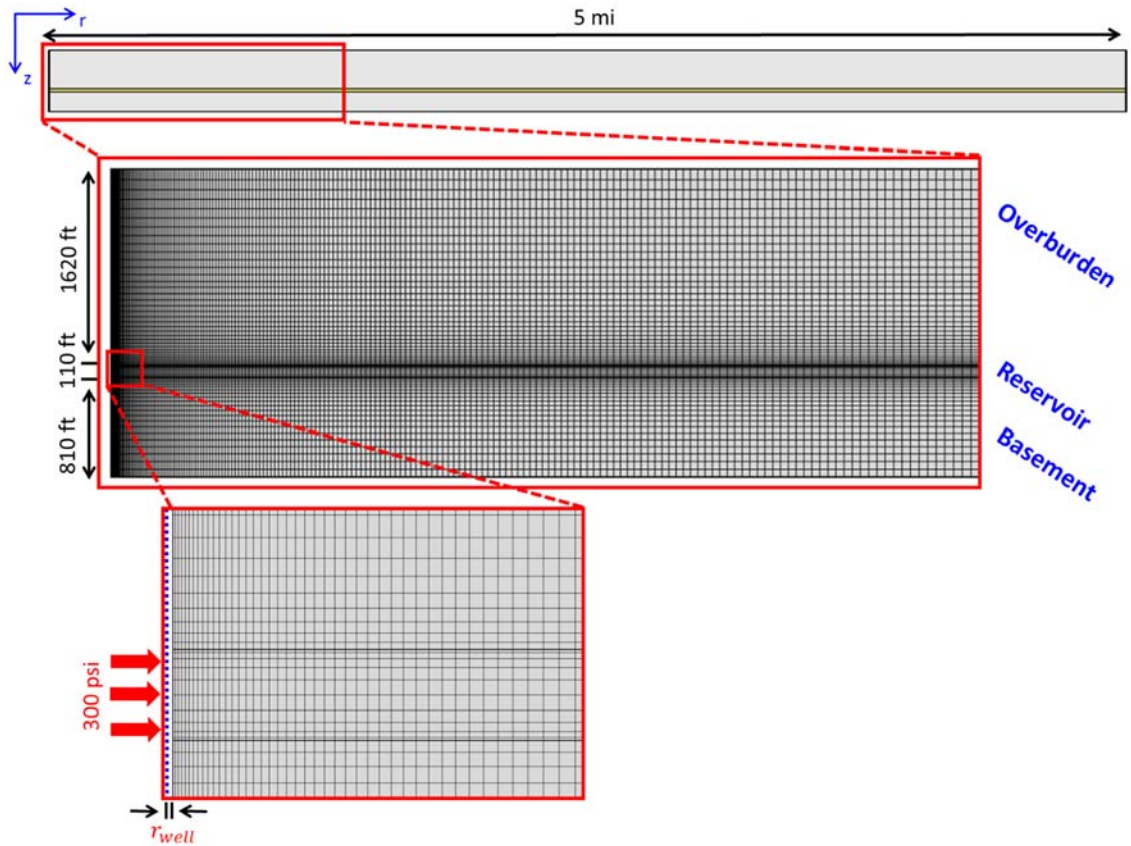 r
5 mi
z
1620 ft
Overburden
110 ft
Reservoir
810 ft
Basement
300 psi
r_well